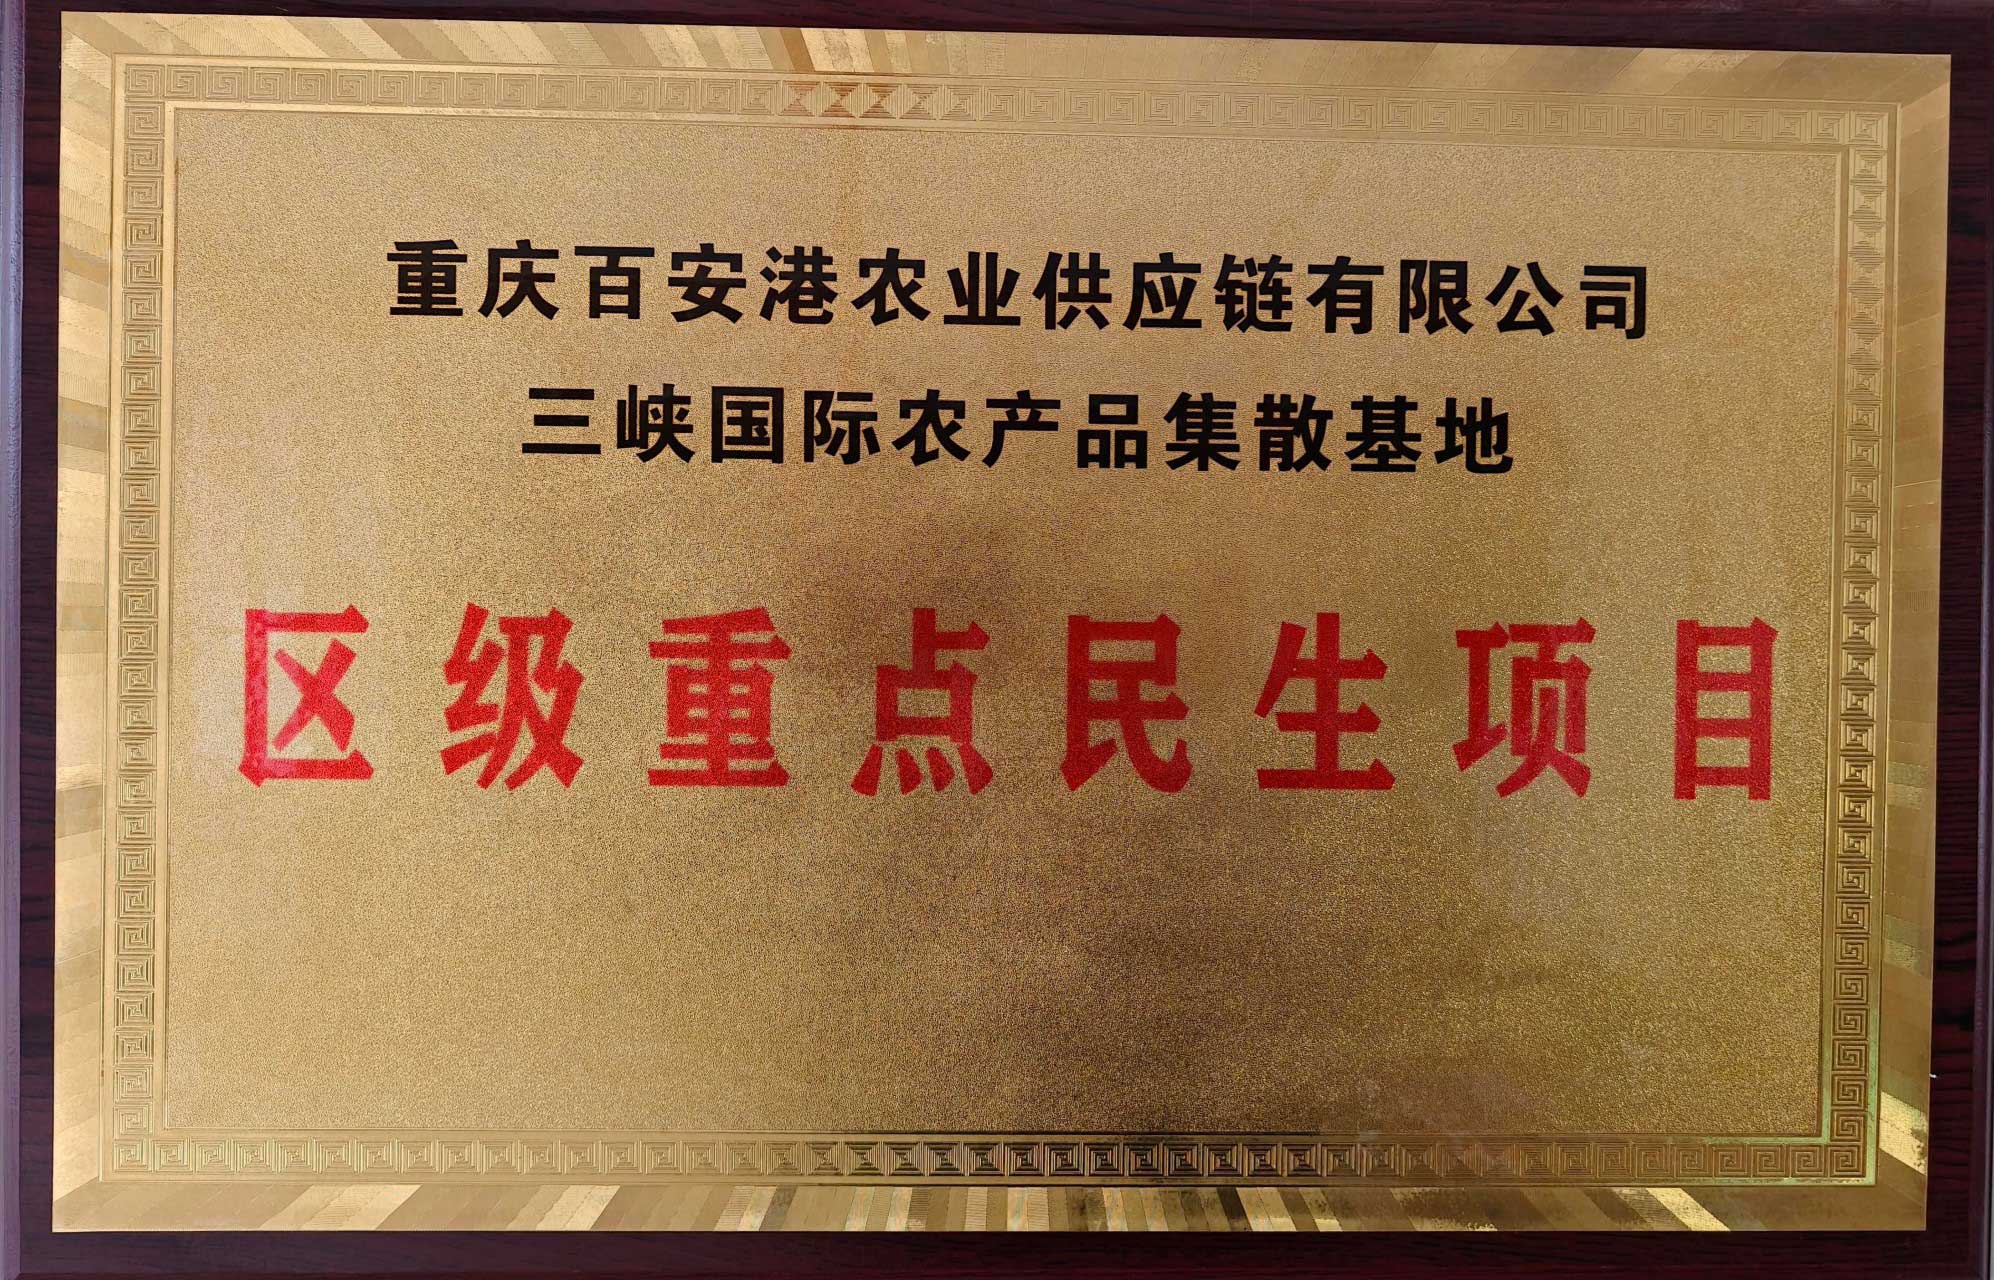 重庆百安港农业供应链有限公司
三峡国际农产品集散基地
区级重点民生项目